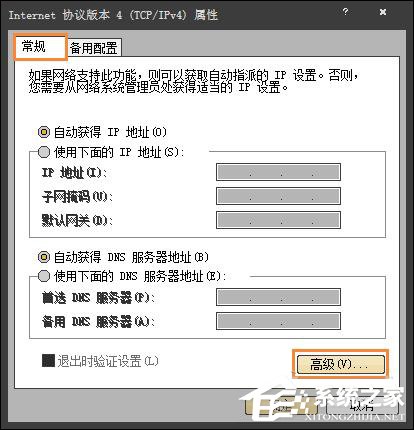 Internet 协议版本 4 (TCP/IPv4) 属性
常规 备用配置
如果网络支持此功能，则可以获取自动指派的 IP 设置。否则，
您需要从网络系统管理员处获得适当的 IP 设置。
自动获得 IP 地址(O)
使用下面的 IP 地址(S):
IP 地址(I):
子网掩码(U):
默认网关(D):
自动获得 DNS 服务器地址(B)
使用下面的 DNS 服务器地址(E):
首选 DNS 服务器(P):
备用 DNS 服务器(A):
退出时验证设置(L)
高级(V)...
系统之家
XITONGZHIJIA.NET
取消